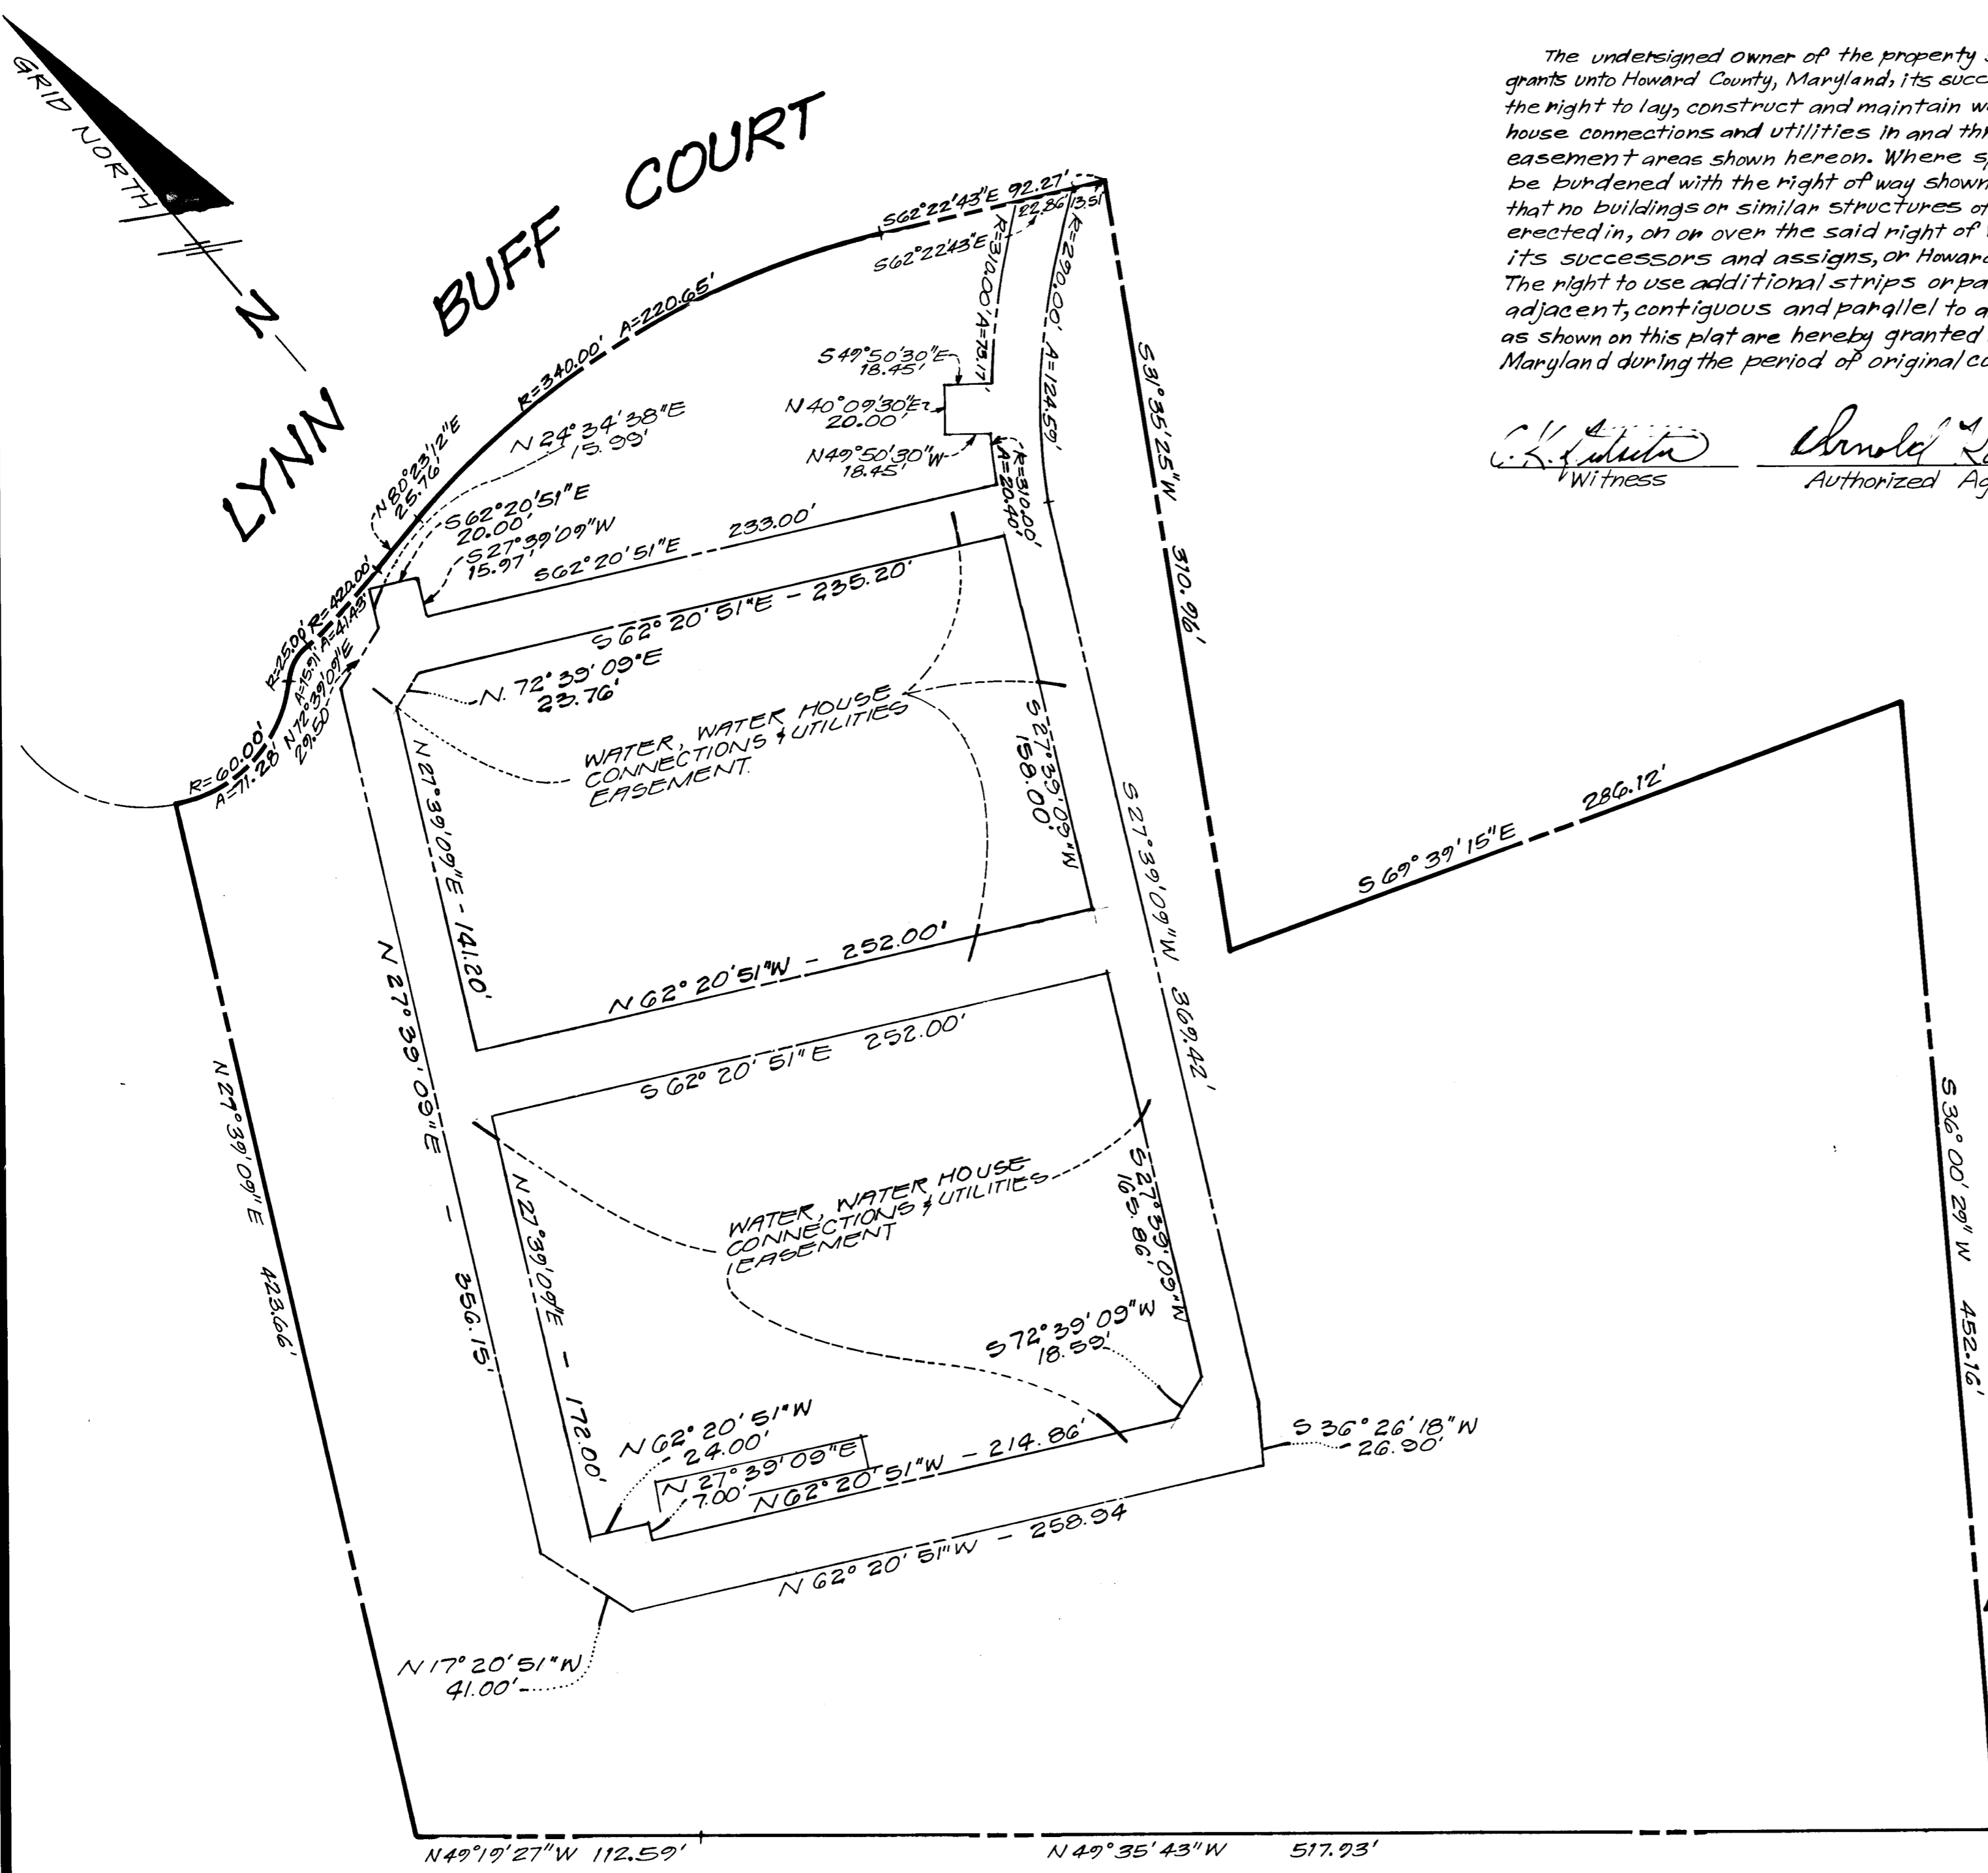 GRID NORTH
N
LYNN BUFF COURT
The undersigned owner of the property
grants unto Howard County, Maryland, its succ
the right to lay, construct and maintain w
house connections and utilities in and thr
easement areas shown hereon. Where s
be burdened with the right of way shown
that no buildings or similar structures of
erected in, on or over the said right of
its successors and assigns, or Howard
The right to use additional strips or pa
adjacent, contiguous and parallel to a
as shown on this plat are hereby granted
Maryland during the period of original co
Witness
Arnold
Authorized Ag
S62°22'43"E 92.27'
22.86' 13.51'
S62°22'43"E
R=310.00' A=73.17'
R=290.00' A=124.59'
R=340.00' A=220.65'
S49°50'30"E
18.45'
N40°09'30"E
20.00'
N49°50'30"W
18.45'
R=310.00'
A=20.40'
S31°35'25"W 310.96'
N80°23'12"E
25.76'
N24°34'38"E
15.99'
S62°20'51"E
20.00'
S27°39'09"W
15.97'
S62°20'51"E 233.00'
S62°20'51"E - 235.20'
R=420.00'
A=41.43'
R=25.00'
A=15.91'
N72°39'09"E
29.50'
R=60.00'
A=71.28'
N.72°39'09"E
23.76'
WATER, WATER HOUSE
CONNECTIONS & UTILITIES
EASEMENT.
S27°39'09"W
158.00'
N27°39'09"E - 141.20'
S27°39'09"W 369.42'
S69°39'15"E 286.12'
N62°20'51"W - 252.00'
S62°20'51"E 252.00'
N27°39'09"E - 356.15'
N27°39'09"E 423.66'
S36°00'29"W 452.16'
WATER, WATER HOUSE
CONNECTIONS & UTILITIES
EASEMENT
N27°39'09"E - 172.00'
S27°39'09"W
165.86'
S72°39'09"W
18.59'
N62°20'51"W
24.00'
N27°39'09"E
7.00'
N62°20'51"W - 214.86'
S36°26'18"W
26.90'
N62°20'51"W - 258.94
N17°20'51"W
41.00'
N49°19'27"W 112.59'
N49°35'43"W 517.93'